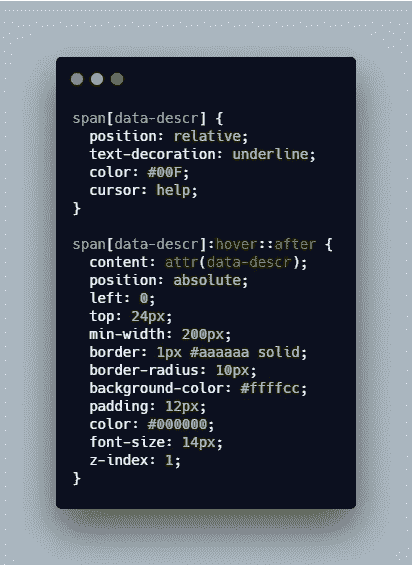 span[data-descr] {
  position: relative;
  text-decoration: underline;
  color: #00F;
  cursor: help;
}

span[data-descr]:hover::after {
  content: attr(data-descr);
  position: absolute;
  left: 0;
  top: 24px;
  min-width: 200px;
  border: 1px #aaaaaa solid;
  border-radius: 10px;
  background-color: #ffffcc;
  padding: 12px;
  color: #000000;
  font-size: 14px;
  z-index: 1;
}